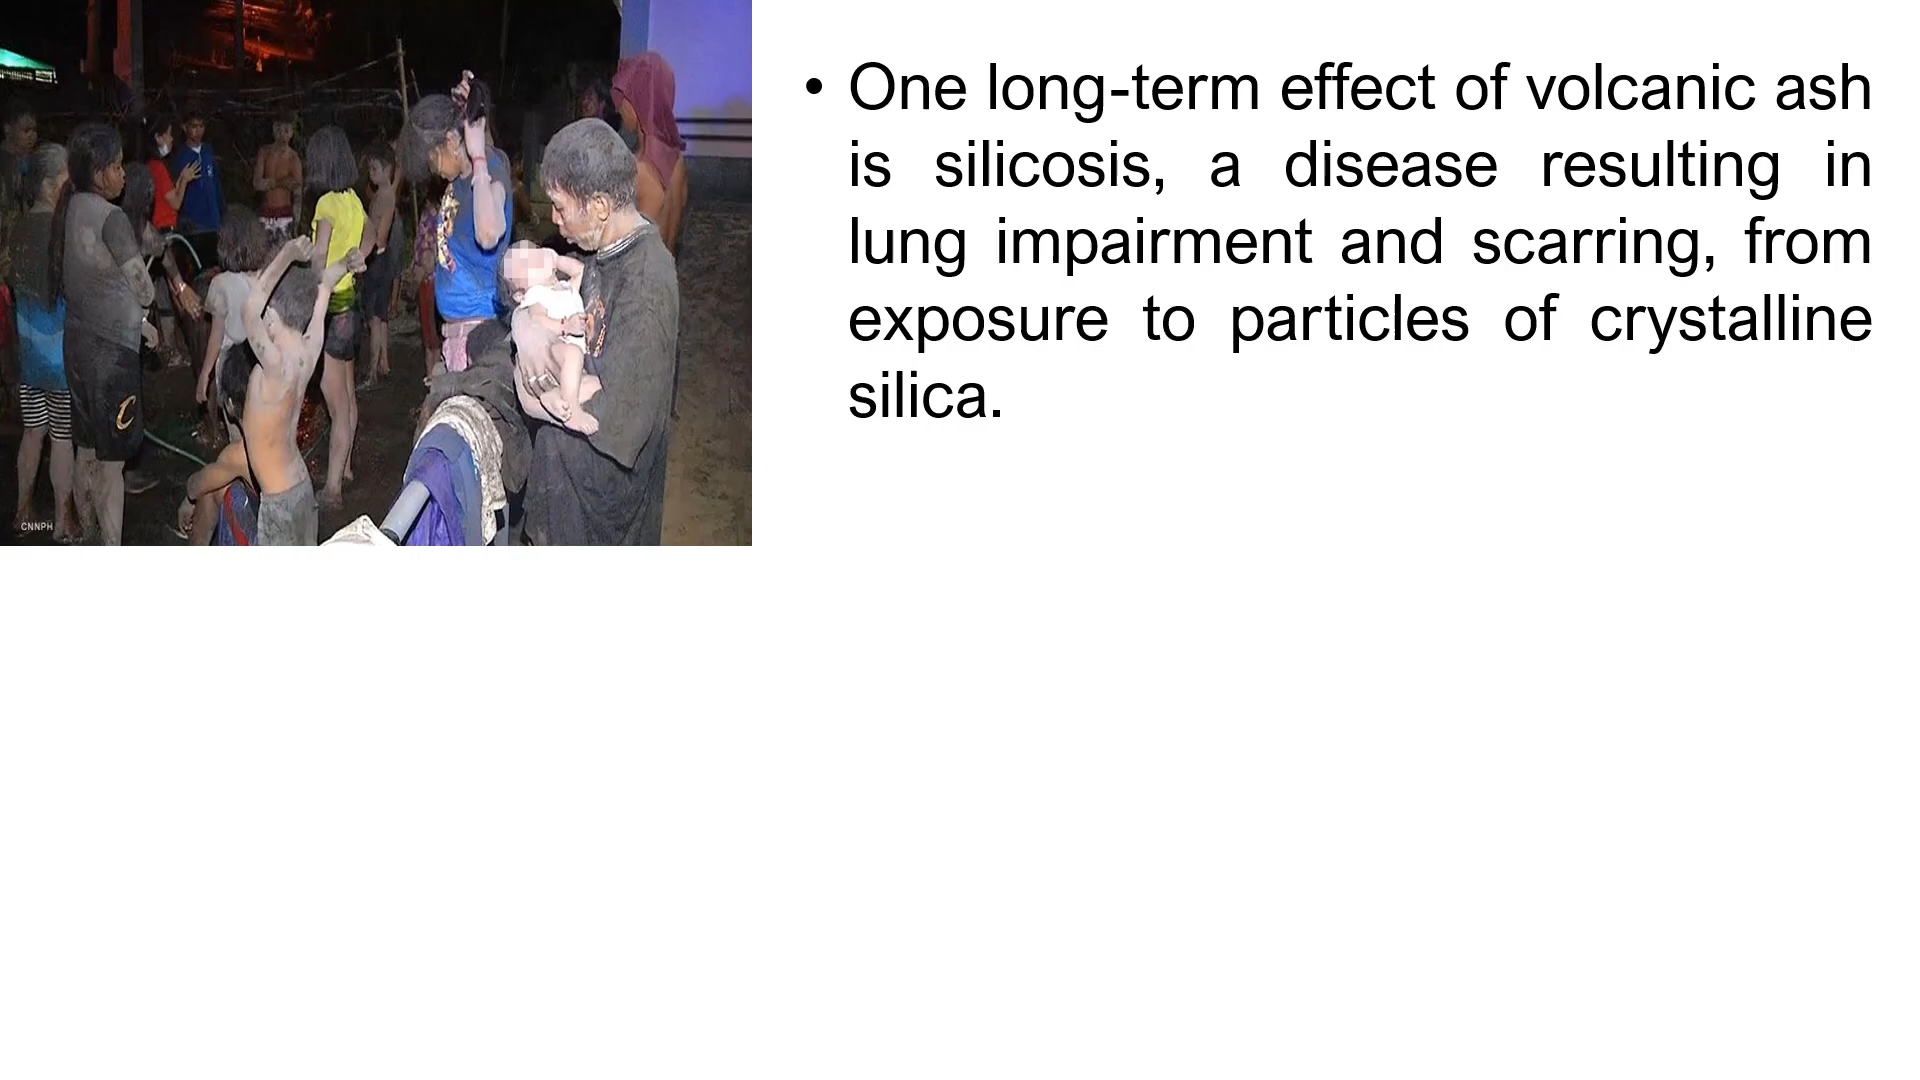 • One long-term effect of volcanic ash
is silicosis, a disease resulting in
lung impairment and scarring, from
exposure to particles of crystalline
silica.
CNNPH